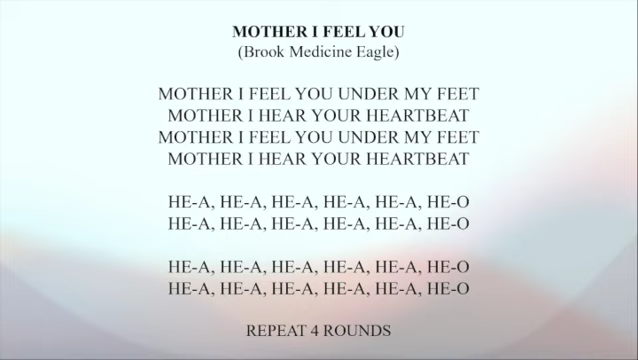 MOTHER I FEEL YOU
(Brook Medicine Eagle)
MOTHER I FEEL YOU UNDER MY FEET
MOTHER I HEAR YOUR HEARTBEAT
MOTHER I FEEL YOU UNDER MY FEET
MOTHER I HEAR YOUR HEARTBEAT
HE-A, HE-A, HE-A, HE-A, HE-A, HE-O
HE-A, HE-A, HE-A, HE-A, HE-A, HE-O
HE-A, HE-A, HE-A, HE-A, HE-A, HE-O
HE-A, HE-A, HE-A, HE-A, HE-A, HE-O
REPEAT 4 ROUNDS